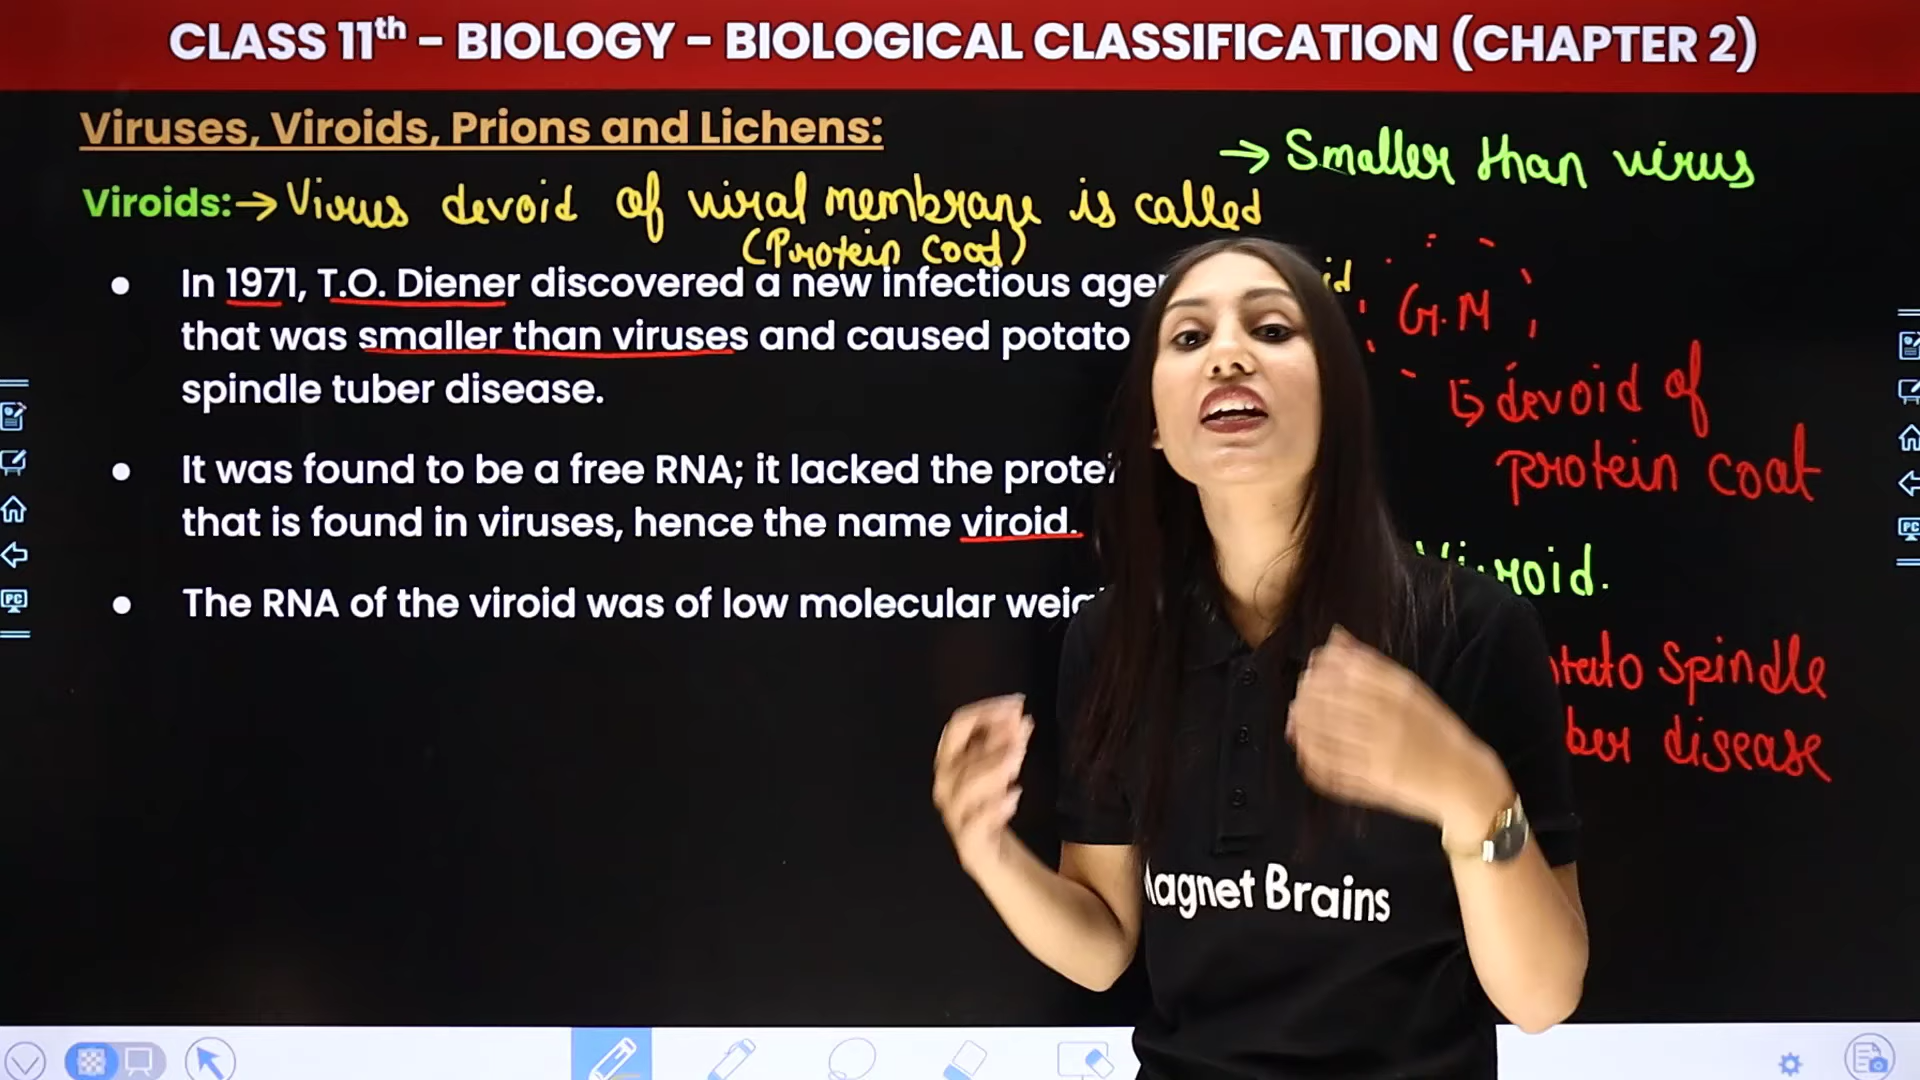 CLASS 11th - BIOLOGY - BIOLOGICAL CLASSIFICATION (CHAPTER 2)
Viruses, Viroids, Prions and Lichens:
→ Smaller than virus
Viroids: → Virus devoid of viral membrane is called
(Protein coat)
• In 1971, T.O. Diener discovered a new infectious
that was smaller than viruses and caused potato
spindle tuber disease.
G.M
↳ devoid of
protein coat
• It was found to be a free RNA; it lacked the
that is found in viruses, hence the name viroid.
Viroid.
• The RNA of the viroid was of low molecular
Spindle
disease
Magnet Brains
PC
PC